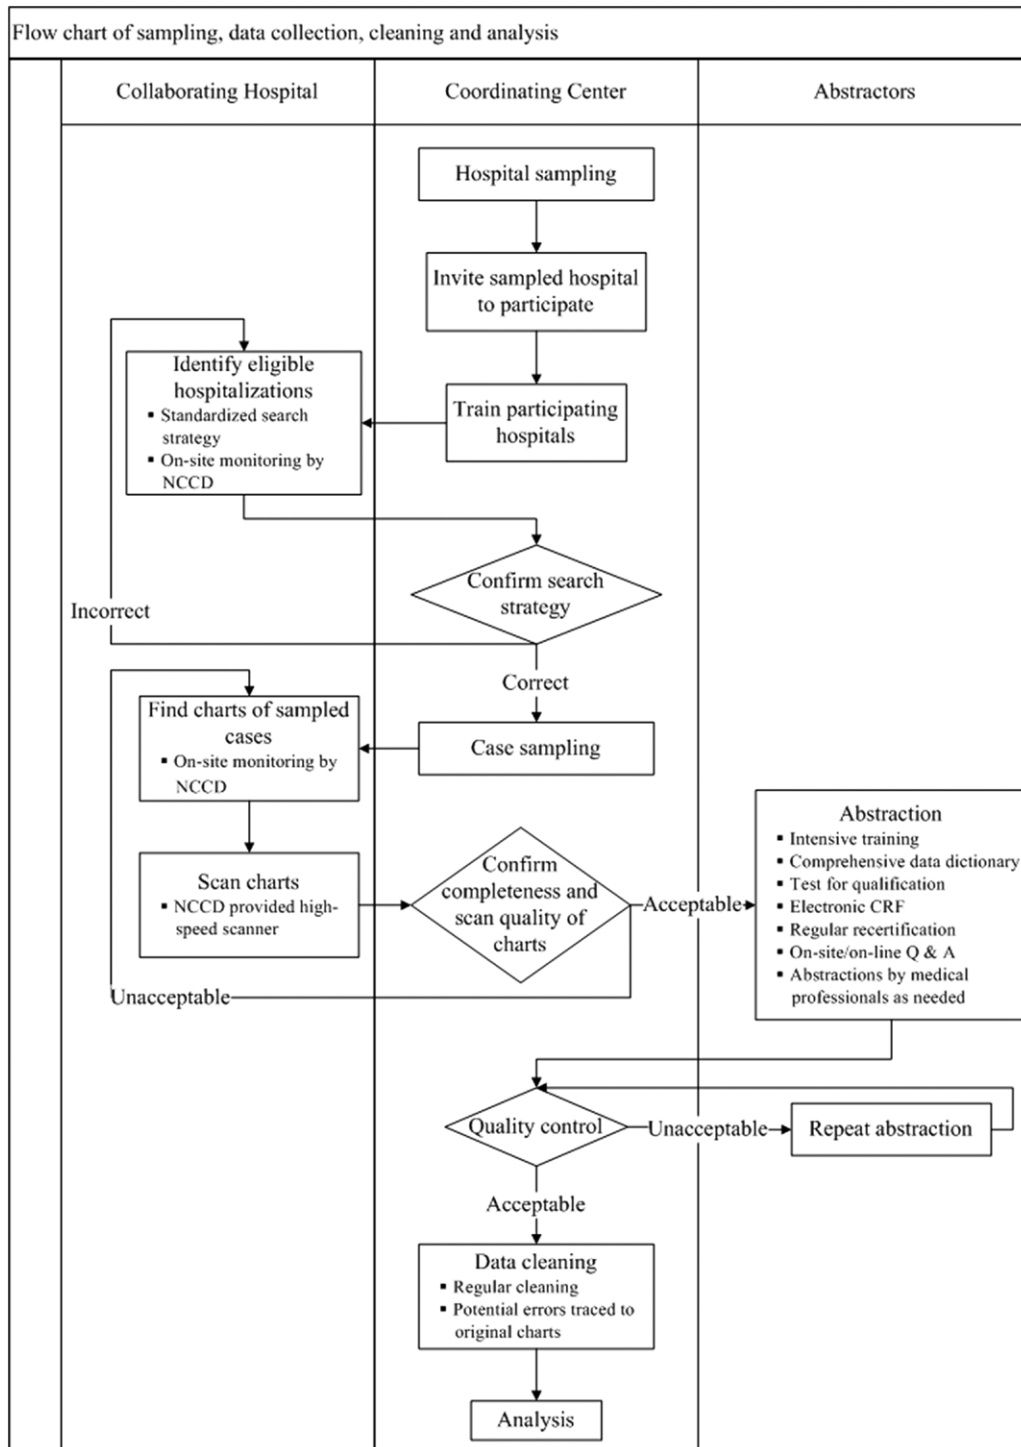 Flow chart of sampling, data collection, cleaning and analysis
Collaborating Hospital
Coordinating Center
Abstractors
Hospital sampling
Invite sampled hospital
to participate
Identify eligible
hospitalizations
▪ Standardized search
strategy
▪ On-site monitoring by
NCCD
Train participating
hospitals
Confirm search
strategy
Incorrect
Correct
Find charts of sampled
cases
▪ On-site monitoring by
NCCD
Case sampling
Scan charts
▪ NCCD provided high-
speed scanner
Confirm
completeness and
scan quality of
charts
Acceptable
Unacceptable
Abstraction
▪ Intensive training
▪ Comprehensive data dictionary
▪ Test for qualification
▪ Electronic CRF
▪ Regular recertification
▪ On-site/on-line Q & A
▪ Abstractions by medical
professionals as needed
Quality control
Unacceptable
Repeat abstraction
Acceptable
Data cleaning
▪ Regular cleaning
▪ Potential errors traced to
original charts
Analysis